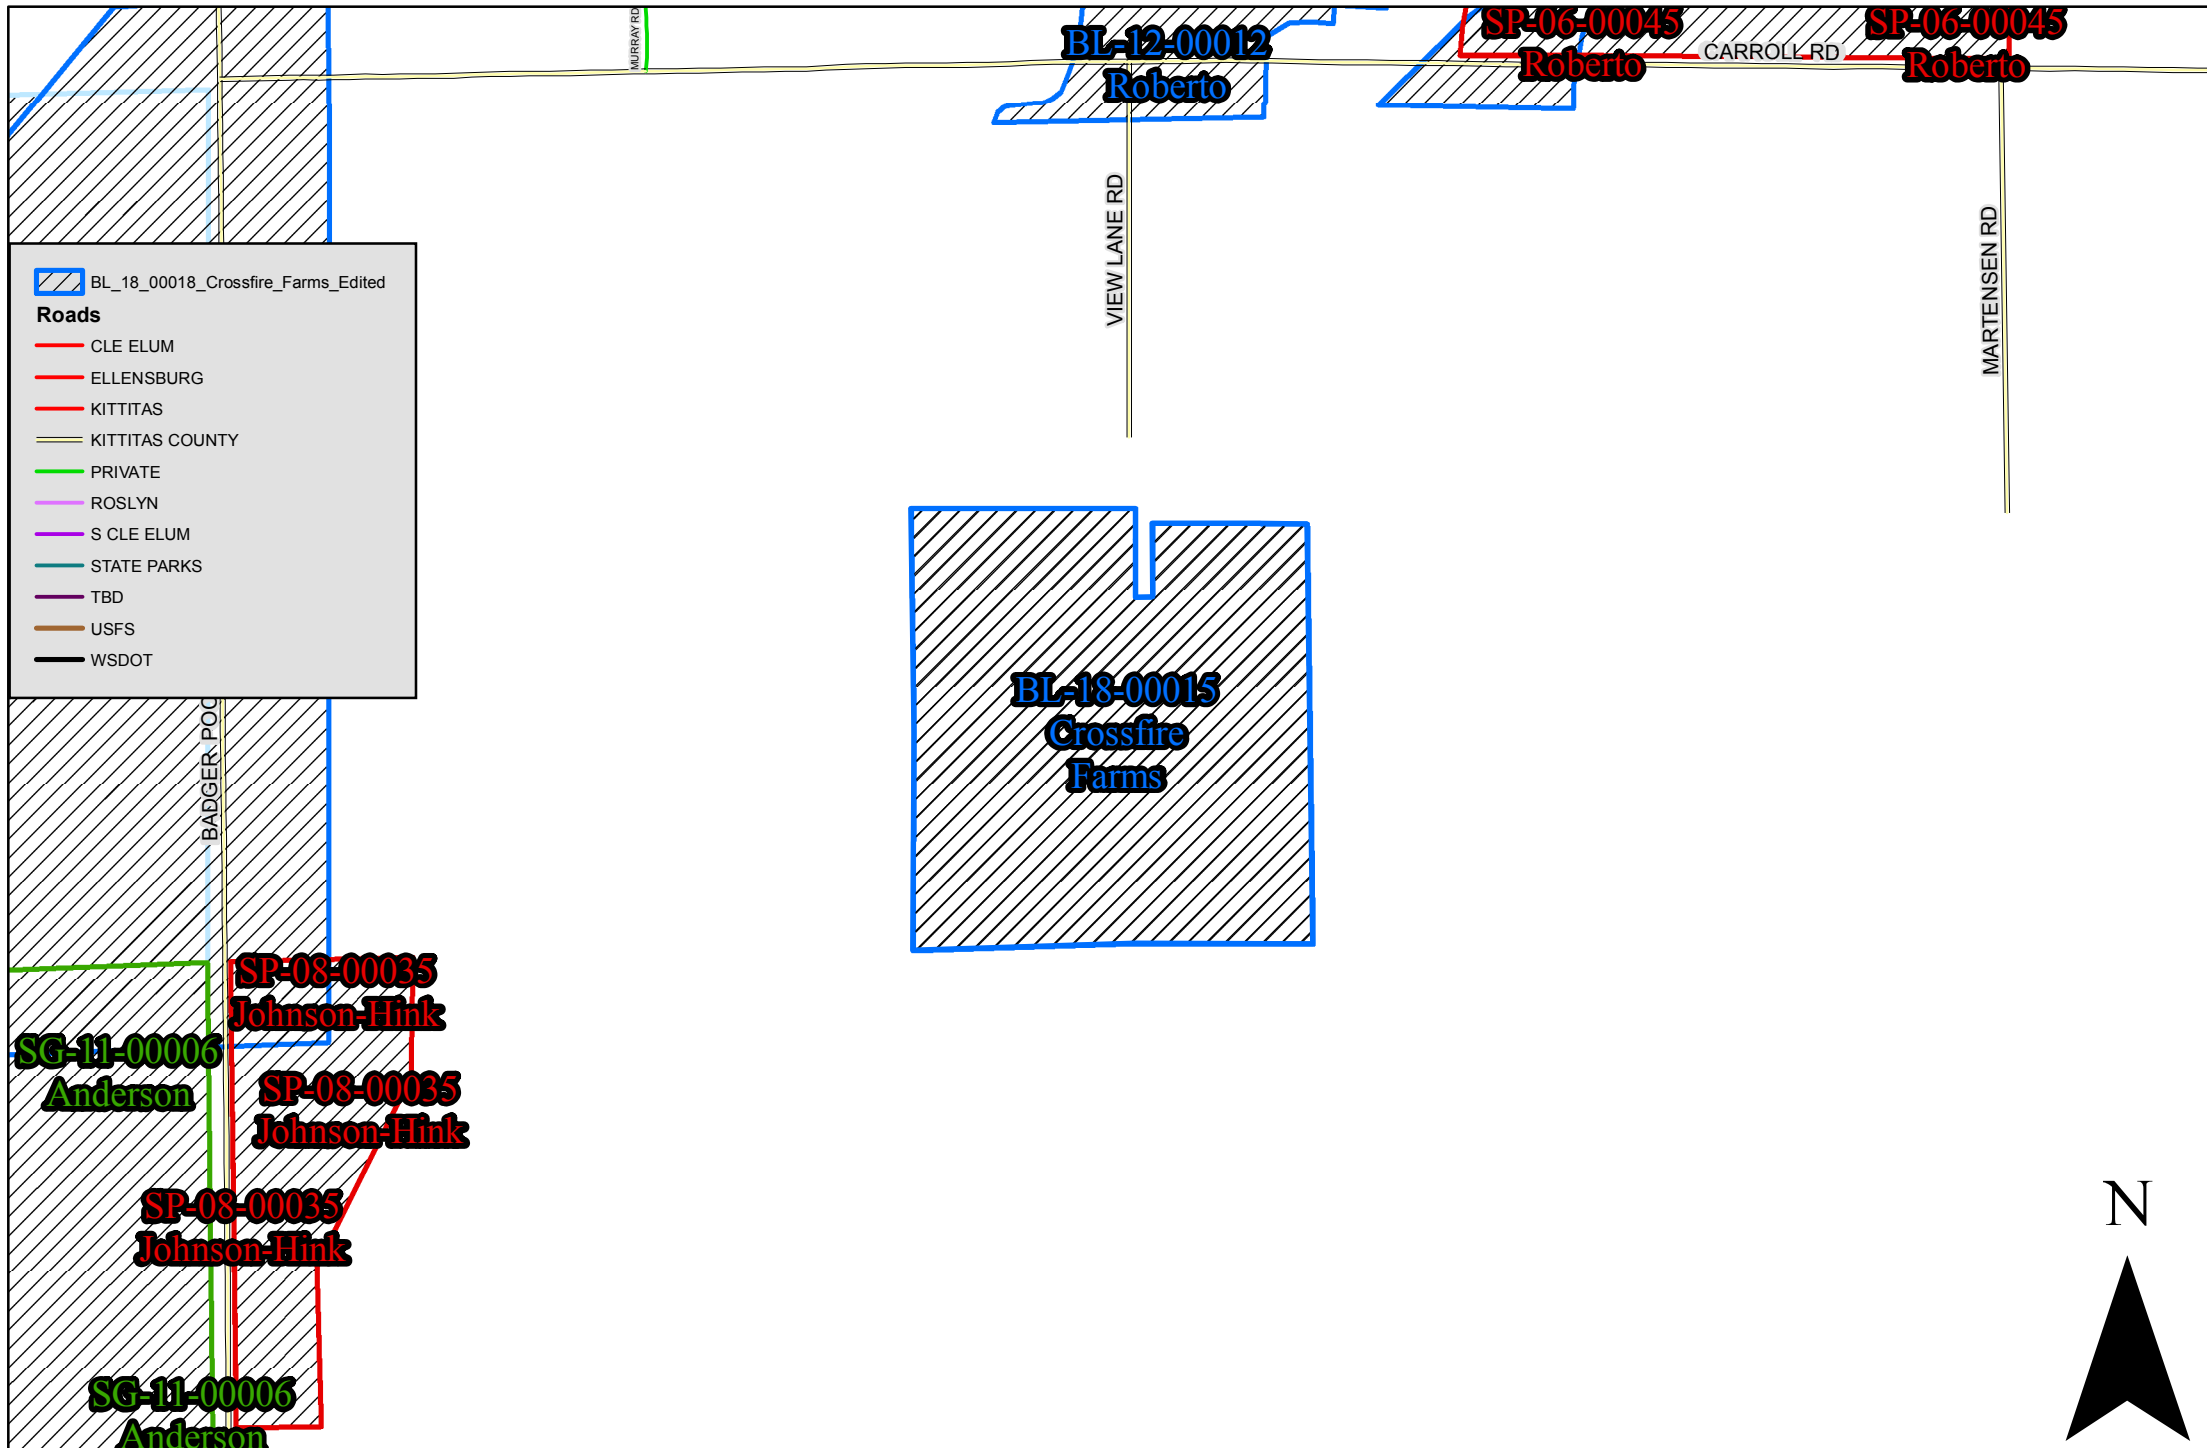 MURRAY RD
BL-12-00012
Roberto
SP-06-00045
Roberto
CARROLL RD
SP-06-00045
Roberto
VIEW LANE RD
MARTENSEN RD
BL_18_00018_Crossfire_Farms_Edited
Roads
CLE ELUM
ELLENSBURG
KITTITAS
KITTITAS COUNTY
PRIVATE
ROSLYN
S CLE ELUM
STATE PARKS
TBD
USFS
WSDOT
BADGER POC
BL-18-00015
Crossfire
Farms
SP-08-00035
Johnson-Hink
SG-11-00006
Anderson
SP-08-00035
Johnson-Hink
SP-08-00035
Johnson-Hink
SG-11-00006
Anderson
N